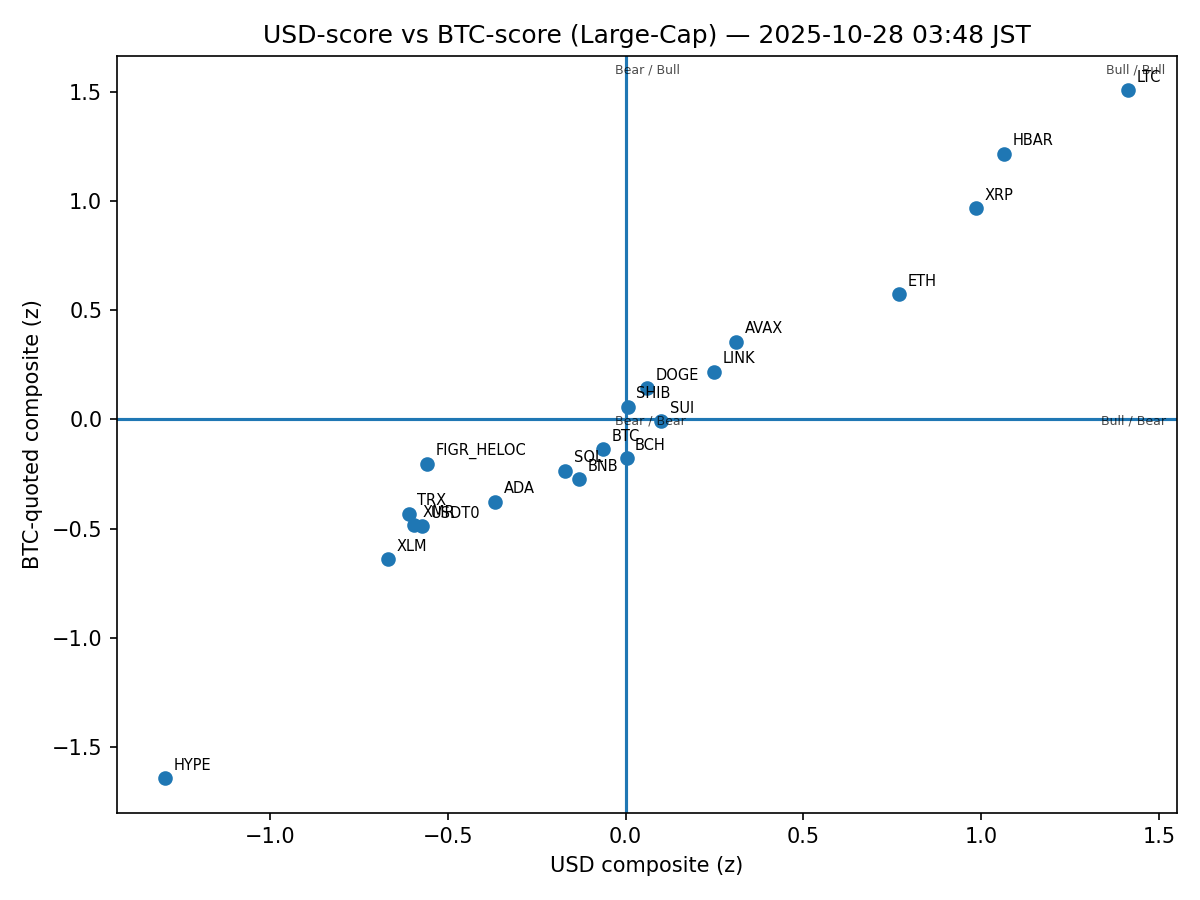 USD-score vs BTC-score (Large-Cap) — 2025-10-28 03:48 JST
Bear / Bull
Bull / Bull
LTC
1.5
HBAR
XRP
1.0
ETH
0.5
AVAX
LINK
DOGE
SHIB
SUI
0.0
Bear / Bear
Bull / Bear
BTC
BCH
FIGR_HELOC
SOL
BNB
ADA
TRX
XMR
USDT0
−0.5
XLM
−1.0
−1.5
HYPE
BTC-quoted composite (z)
−1.0
−0.5
0.0
0.5
1.0
1.5
USD composite (z)